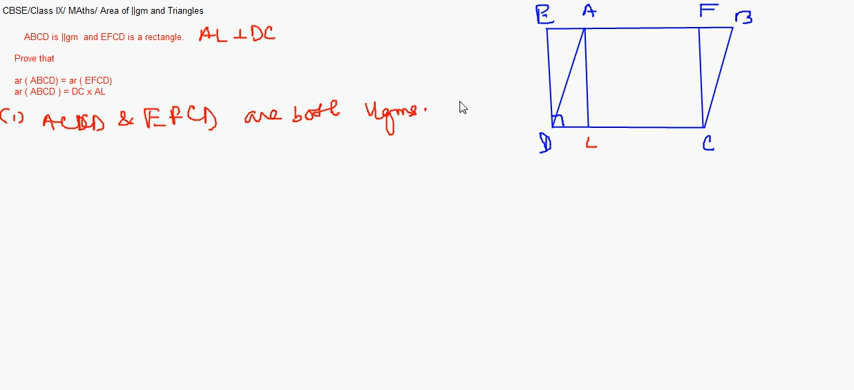 CBSE/Class IX/ MAths/ Area of ||gm and Triangles
ABCD is ||gm and EFCD is a rectangle. AL ⊥ DC
Prove that
ar ( ABCD) = ar ( EFCD)
ar ( ABCD ) = DC x AL
(i) & EFCD are both ||gms.
E A F B
D L C